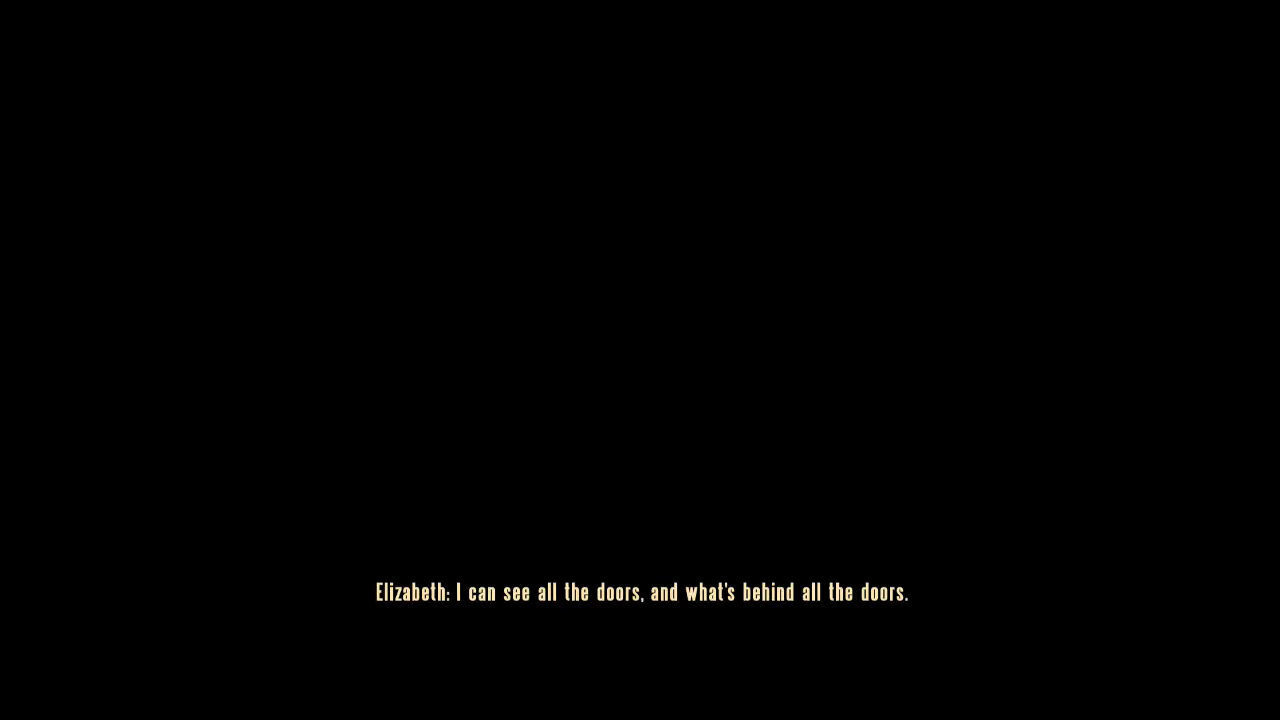 Elizabeth: I can see all the doors, and what's behind all the doors.